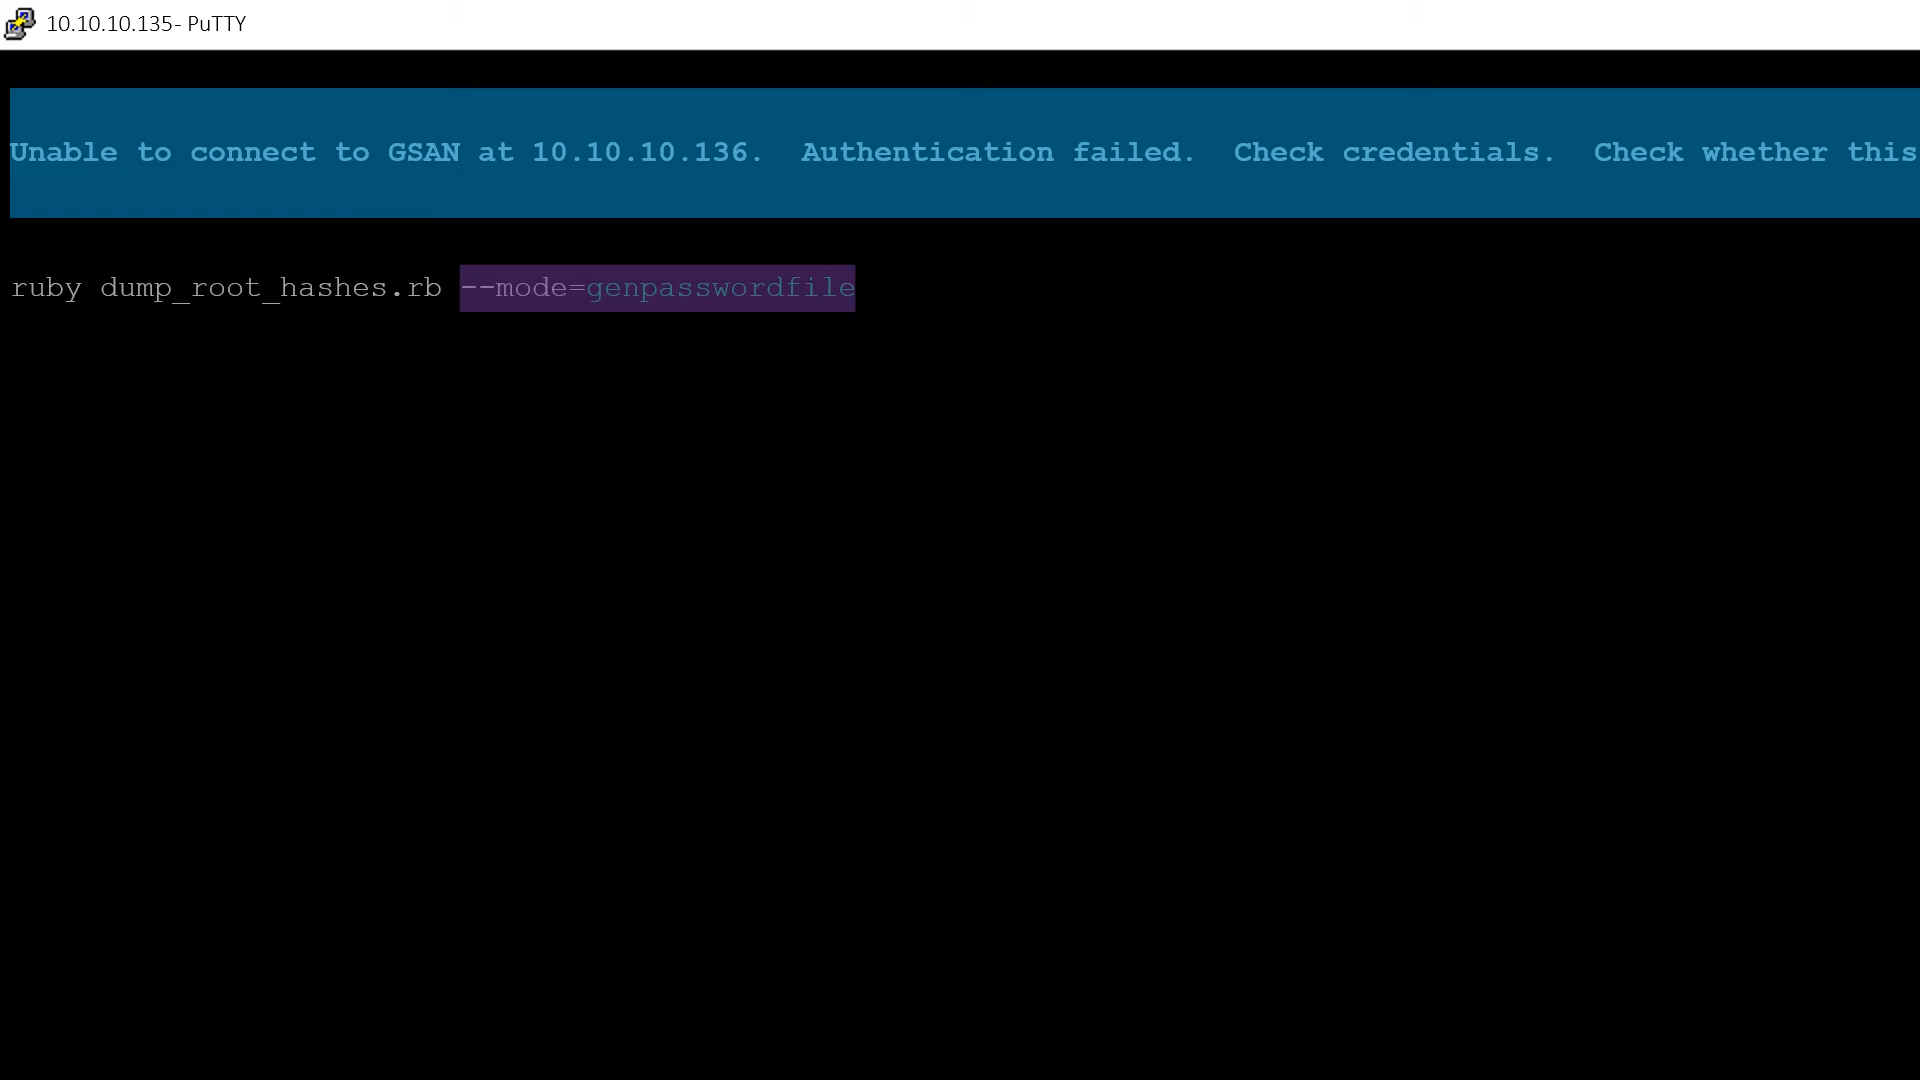 10.10.10.135- PuTTY
Unable to connect to GSAN at 10.10.10.136.  Authentication failed.  Check credentials.  Check whether this
ruby dump_root_hashes.rb --mode=genpasswordfile